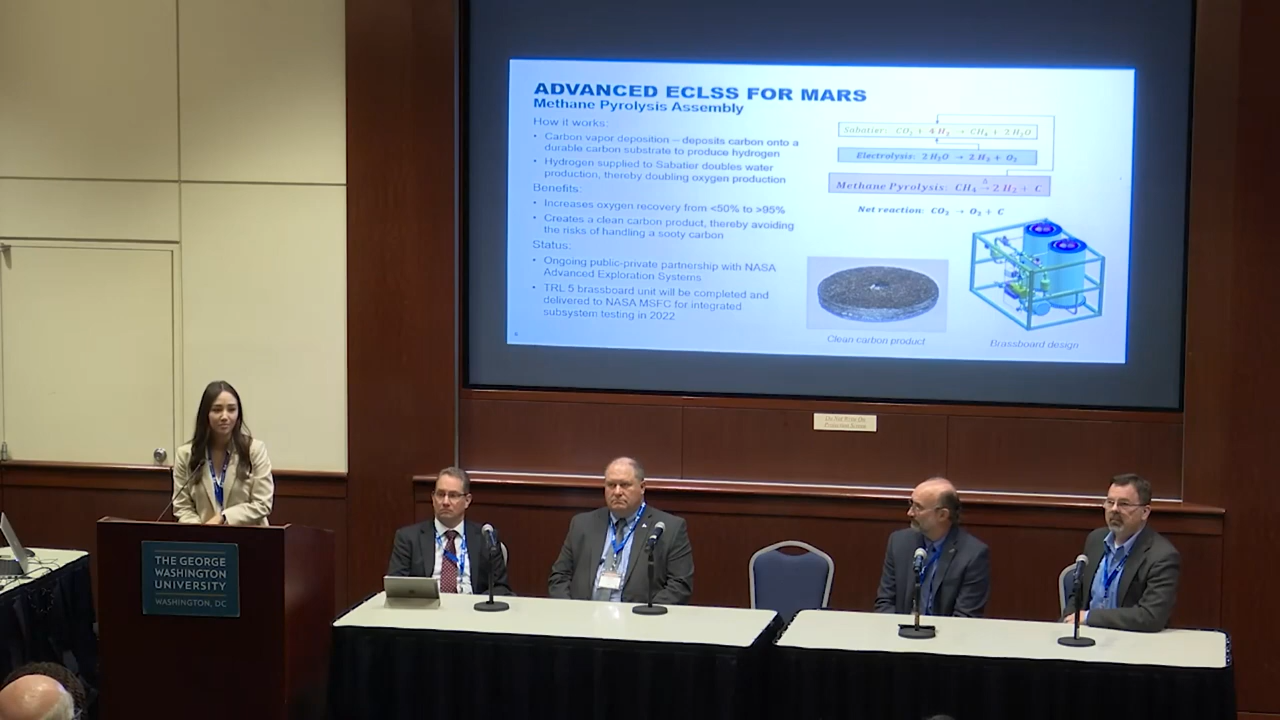 ADVANCED ECLSS FOR MARS
Methane Pyrolysis Assembly
How it works:
• Carbon vapor deposition – deposits carbon onto a
durable carbon substrate to produce hydrogen
• Hydrogen supplied to Sabatier doubles water
production, thereby doubling oxygen production
Benefits:
• Increases oxygen recovery from <50% to >95%
• Creates a clean carbon product, thereby avoiding
the risks of handling a sooty carbon
Status:
• Ongoing public-private partnership with NASA
Advanced Exploration Systems
• TRL 5 brassboard unit will be completed and
delivered to NASA MSFC for integrated
subsystem testing in 2022
Sabatier: CO₂ + 4 H₂ → CH₄ + 2 H₂O
Electrolysis: 2 H₂O → 2 H₂ + O₂
Methane Pyrolysis: CH₄ → 2 H₂ + C
Net reaction: CO₂ → O₂ + C
Clean carbon product
Brassboard design
Do Not Write On
Projection Screen
THE GEORGE
WASHINGTON
UNIVERSITY
WASHINGTON, DC